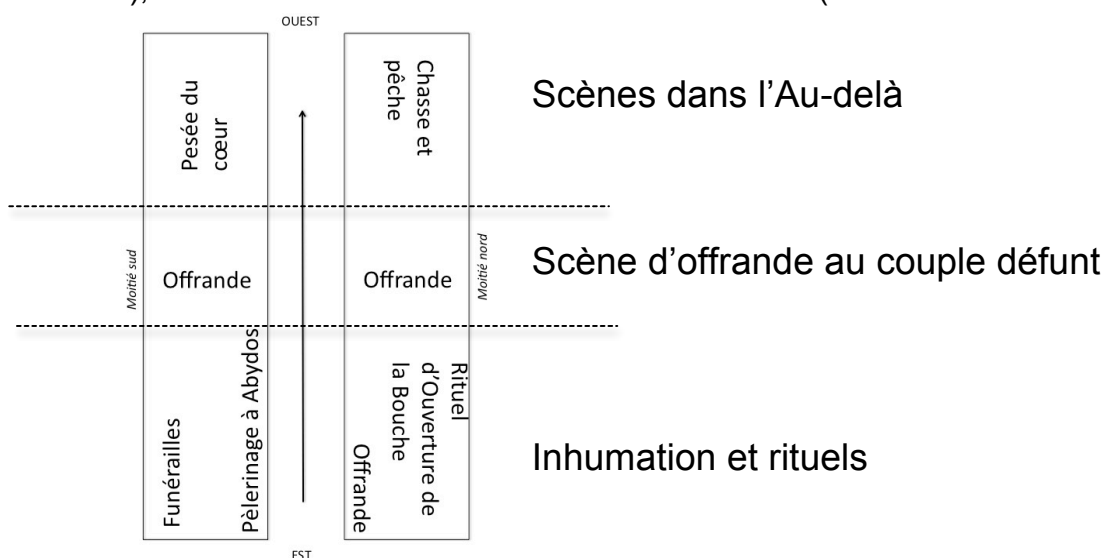 ),
(
OUEST
Pesée du
cœur
Chasse et
pêche
Scènes dans l'Au-delà
Moitié sud
Offrande
Offrande
Moitié nord
Scène d'offrande au couple défunt
Funérailles
Pèlerinage à Abydos
Offrande
Rituel
d'Ouverture de
la Bouche
Inhumation et rituels
EST